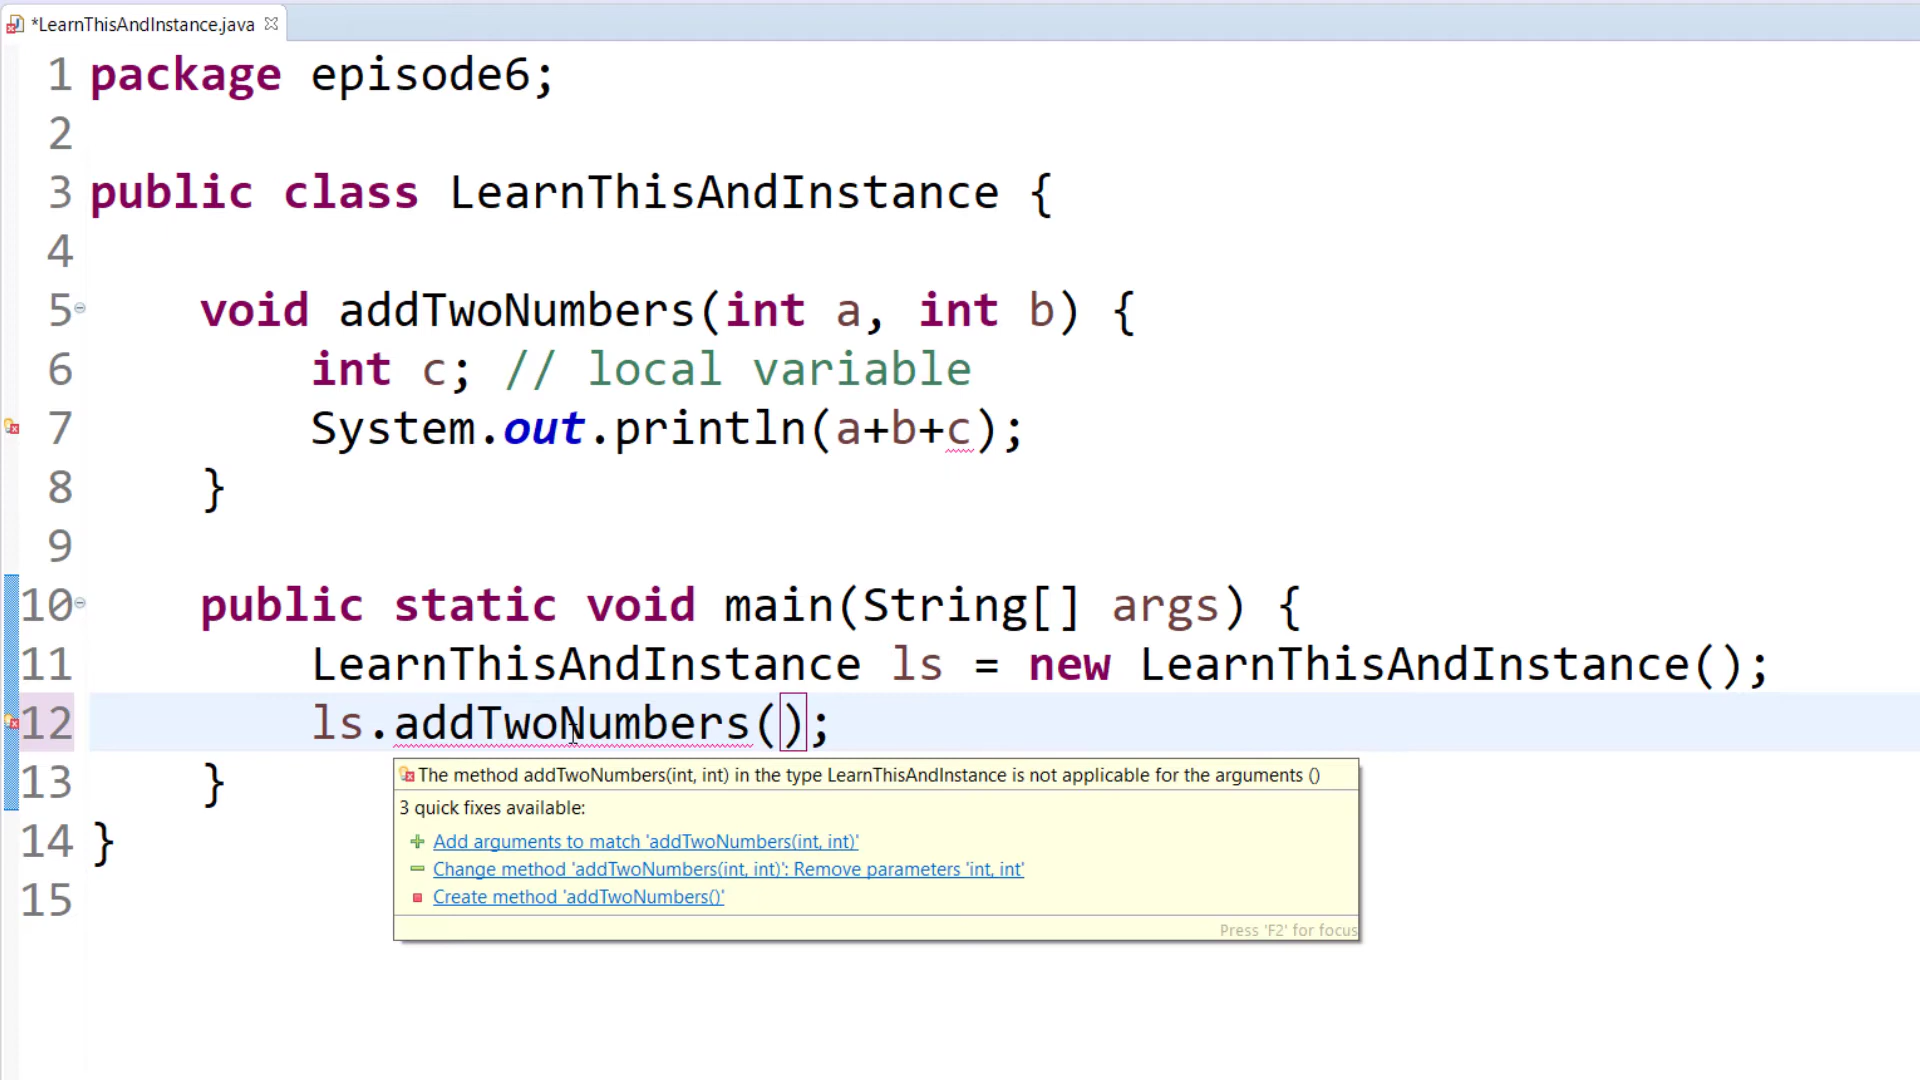 *LearnThisAndInstance.java
1 package episode6;
2
3 public class LearnThisAndInstance {
4
5 void addTwoNumbers(int a, int b) {
6 int c; // local variable
7 System.out.println(a+b+c);
8 }
9
10 public static void main(String[] args) {
11 LearnThisAndInstance ls = new LearnThisAndInstance();
12 ls.addTwoNumbers();
The method addTwoNumbers(int, int) in the type LearnThisAndInstance is not applicable for the arguments ()
13 }
3 quick fixes available:
14 }
Add arguments to match 'addTwoNumbers(int, int)'
Change method 'addTwoNumbers(int, int)': Remove parameters 'int, int'
15
Create method 'addTwoNumbers()'
Press 'F2' for focus